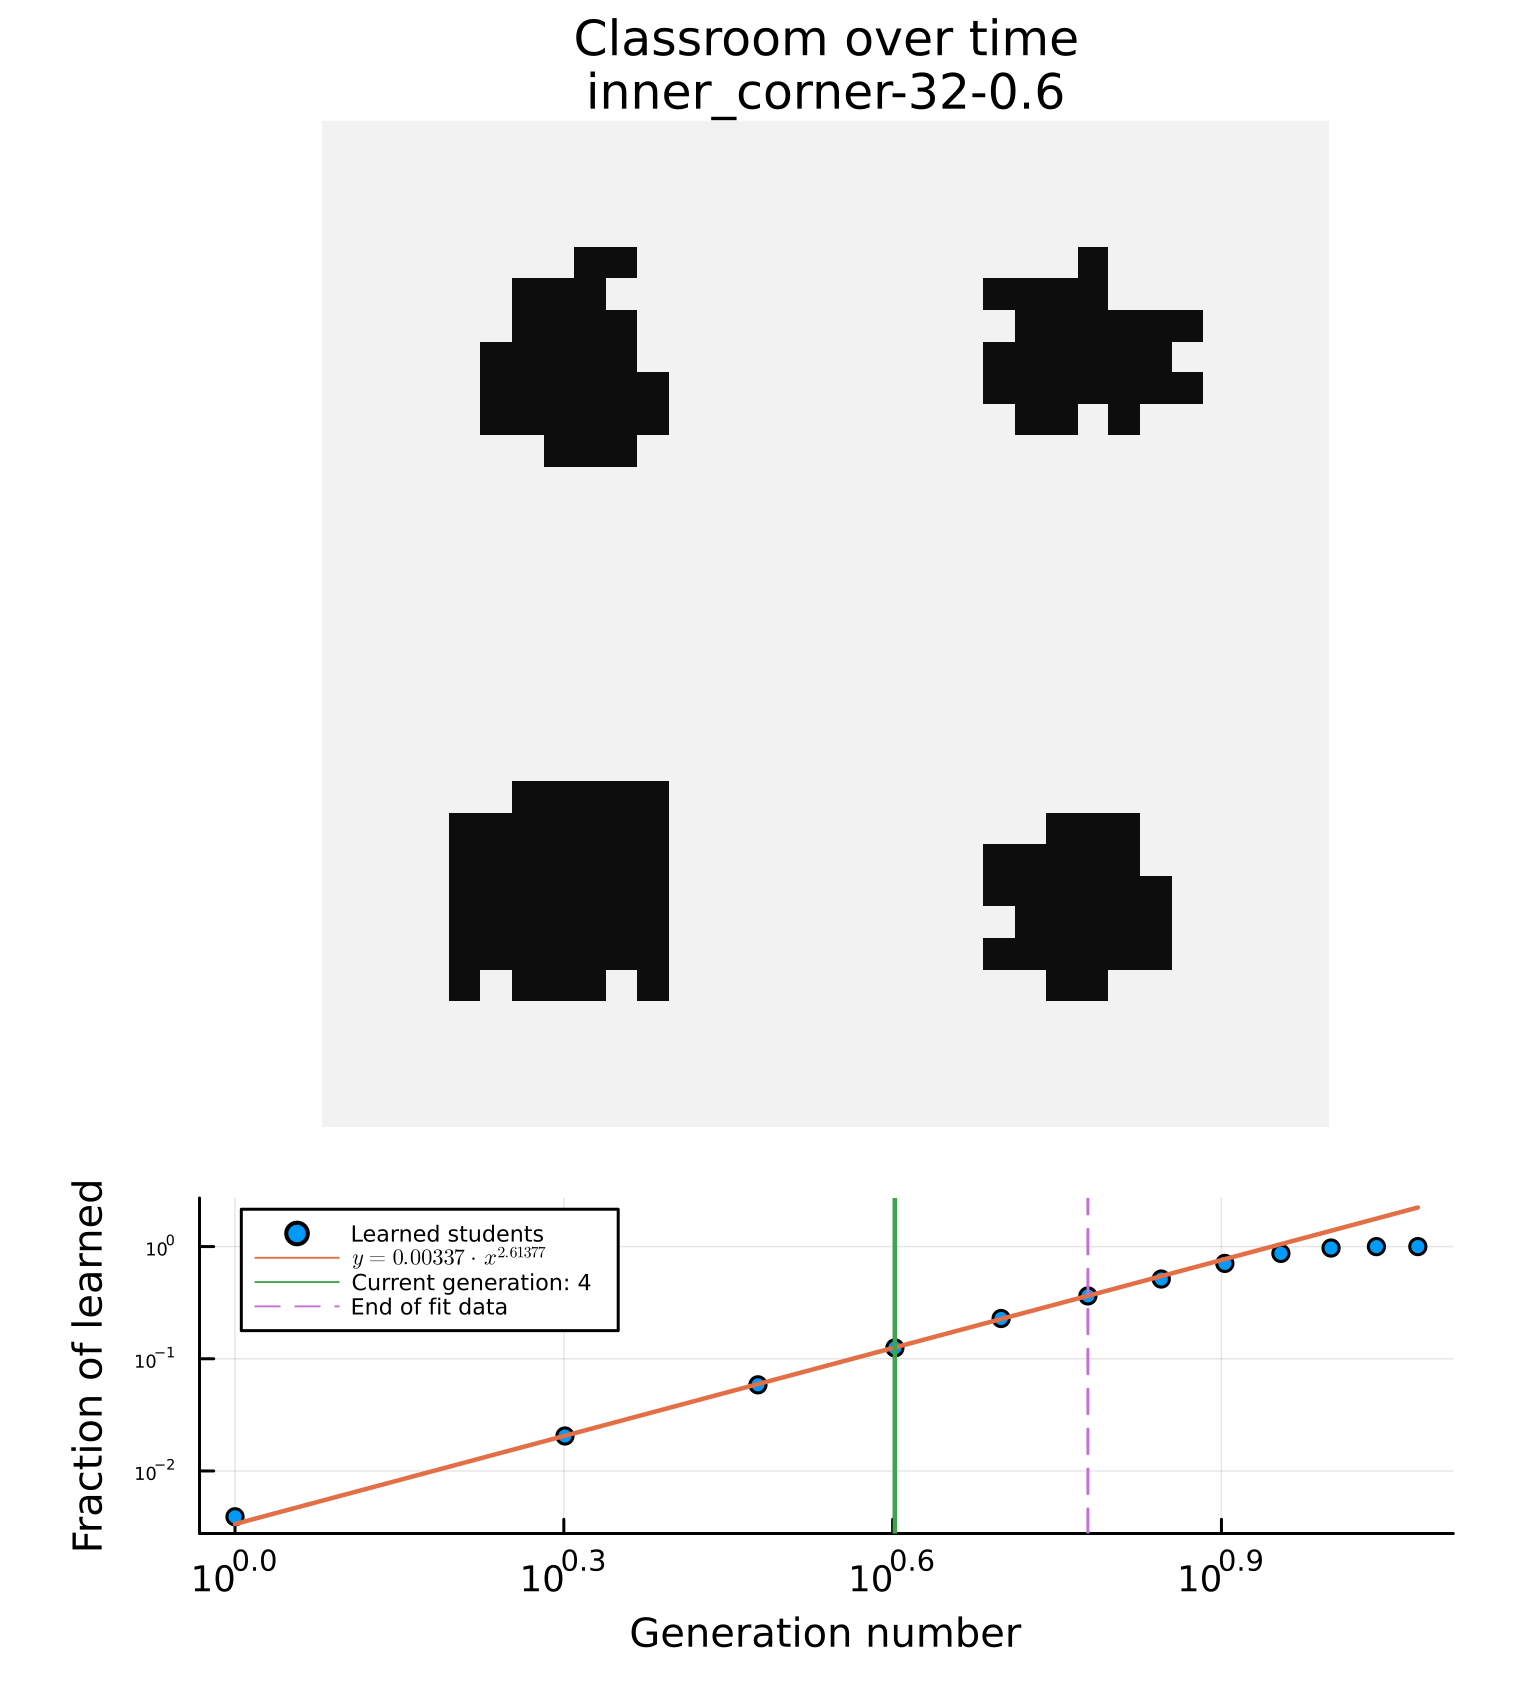 Classroom over time
inner_corner-32-0.6
Fraction of learned
10⁰
10⁻¹
10⁻²
Learned students
y = 0.00337 · x^2.61377
Current generation: 4
End of fit data
10^0.0 10^0.3 10^0.6 10^0.9
Generation number